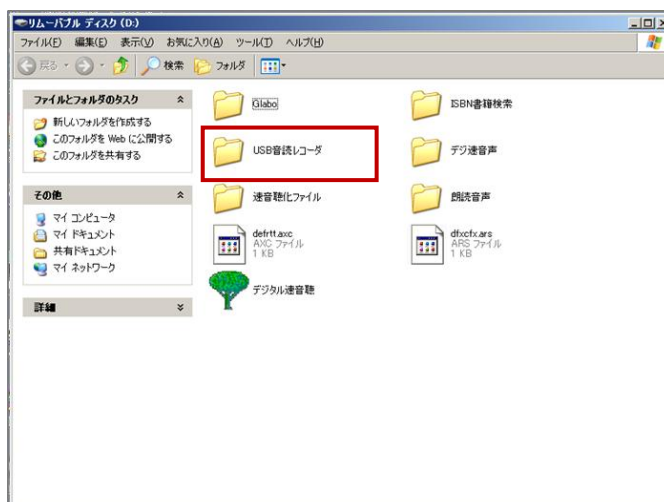 リムーバブル ディスク (D:)
ファイル(F) 編集(E) 表示(V) お気に入り(A) ツール(T) ヘルプ(H)
戻る 検索 フォルダ
ファイルとフォルダのタスク
新しいフォルダを作成する
このフォルダを Web に公開する
このフォルダを共有する
その他
マイ コンピュータ
マイ ドキュメント
共有ドキュメント
マイ ネットワーク
詳細
Glabo
ISBN書籍検索
USB音読レコーダ
デジ速音声
速音聴化ファイル
朗読音声
defrtt.axc
AXC ファイル
1 KB
dfxcfx.ars
ARS ファイル
1 KB
デジタル速音聴